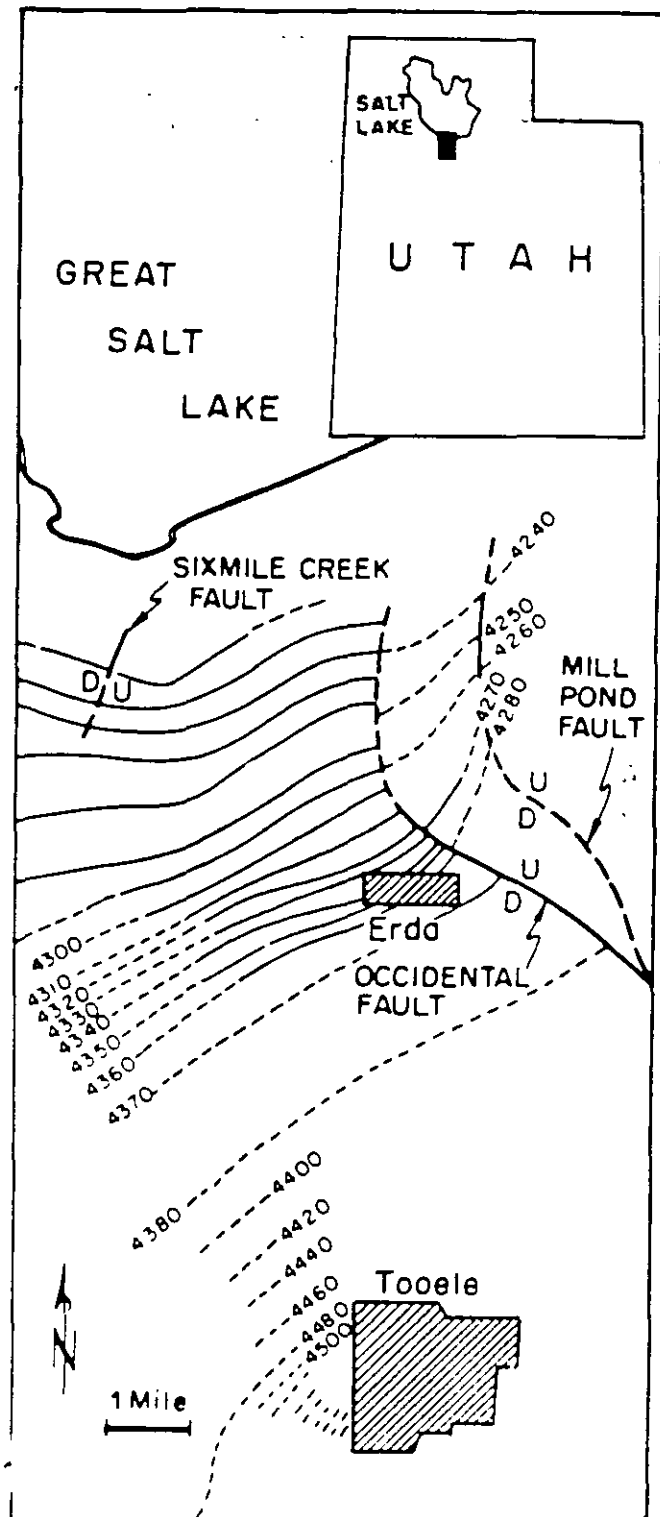 SALT
LAKE
UTAH
GREAT
SALT
LAKE
SIXMILE CREEK
FAULT
D U
4240
4250
4260
4270
4280
MILL
POND
FAULT
U
D
U
D
Erda
OCCIDENTAL
FAULT
4300
4310
4320
4330
4340
4350
4360
4370
4380
4400
4420
4440
4460
4480
4500
Tooele
N
1 Mile